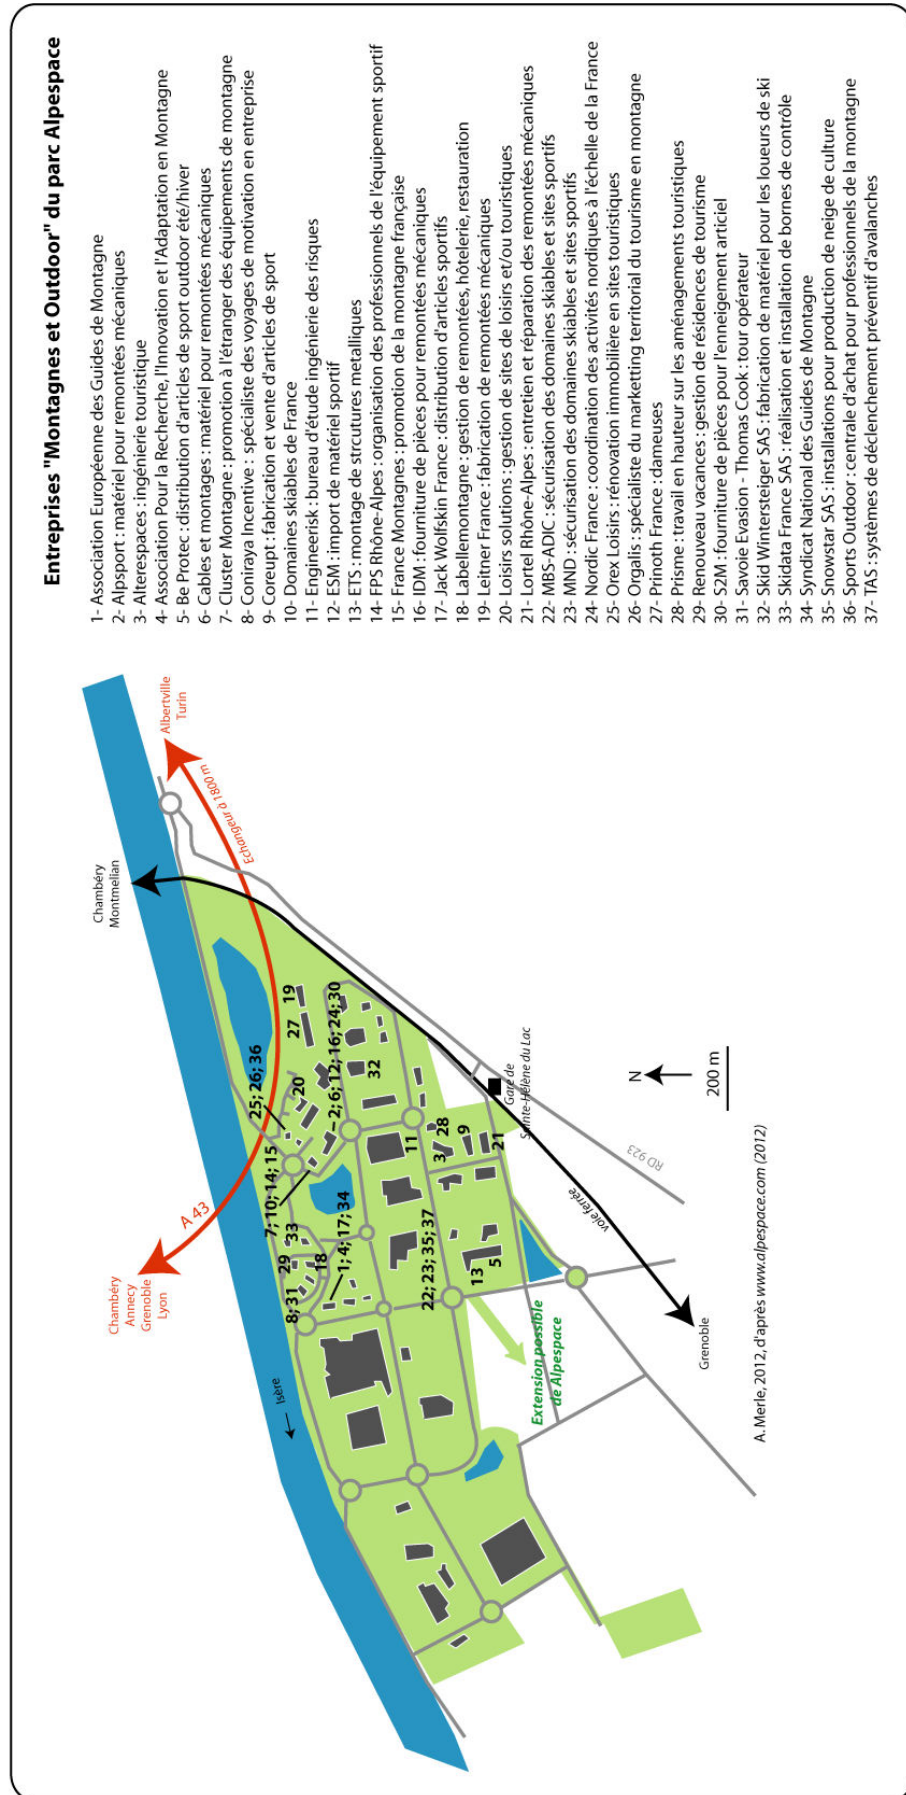 Entreprises "Montagnes et Outdoor" du parc Alpespace
1- Association Européenne des Guides de Montagne
2- Alpsport : matériel pour remontées mécaniques
3- Alterespaces : ingénierie touristique
4- Association Pour la Recherche, l'Innovation et l'Adaptation en Montagne
5- Be Protec : distribution d'articles de sport outdoor été/hiver
6- Cables et montages : matériel pour remontées mécaniques
7- Cluster Montagne : promotion à l'étranger des équipements de montagne
8- Coniraya Incentive : spécialiste des voyages de motivation en entreprise
9- Coreupt : fabrication et vente d'articles de sport
10- Domaines skiables de France
11- Engineerisk : bureau d'étude ingénierie des risques
12- ESM : import de matériel sportif
13- ETS : montage de strcutures metalliques
14- FPS Rhône-Alpes : organisation des professionnels de l'équipement sportif
15- France Montagnes : promotion de la montagne française
16- IDM : fourniture de pièces pour remontées mécaniques
17- Jack Wolfskin France : distribution d'articles sportifs
18- Labellemontagne : gestion de remontées, hôtelerie, restauration
19- Leitner France : fabrication de remontées mécaniques
20- Loisirs solutions : gestion de sites de loisirs et/ou touristiques
21- Lortel Rhône-Alpes : entretien et réparation des remontées mécaniques
22- MBS-ADIC : sécurisation des domaines skiables et sites sportifs
23- MND : sécurisation des domaines skiables et sites sportifs
24- Nordic France : coordination des activités nordiques à l'échelle de la France
25- Orex Loisirs : rénovation immobilière en sites touristiques
26- Orgalis : spécialiste du marketing territorial du tourisme en montagne
27- Prinoth France : dameuses
28- Prisme : travail en hauteur sur les aménagements touristiques
29- Renouveau vacances : gestion de résidences de tourisme
30- S2M : fourniture de pièces pour l'enneigement articiel
31- Savoie Evasion - Thomas Cook : tour opérateur
32- Skid Wintersteiger SAS : fabrication de matériel pour les loueurs de ski
33- Skidata France SAS : réalisation et installation de bornes de contrôle
34- Syndicat National des Guides de Montagne
35- Snowstar SAS : installations pour production de neige de culture
36- Sports Outdoor : centrale d'achat pour professionnels de la montagne
37- TAS : systèmes de déclenchement préventif d'avalanches
Chambéry
Annecy
Grenoble
Lyon
A 43
Chambéry
Montmelian
Albertville
Turin
Echangeur à 1800 m
Isère
25; 26; 36
7; 10; 14; 15
20
27
19
29
33
8; 31
18
1; 4; 17; 34
2; 6; 12; 16; 24; 30
32
11
22; 23; 35; 37
3
28
9
21
13
5
Gare de
Sainte-Hélène du Lac
Extension possible
de Alpespace
voie ferrée
RD 923
Grenoble
N
200 m
A. Merle, 2012, d'après www.alpespace.com (2012)